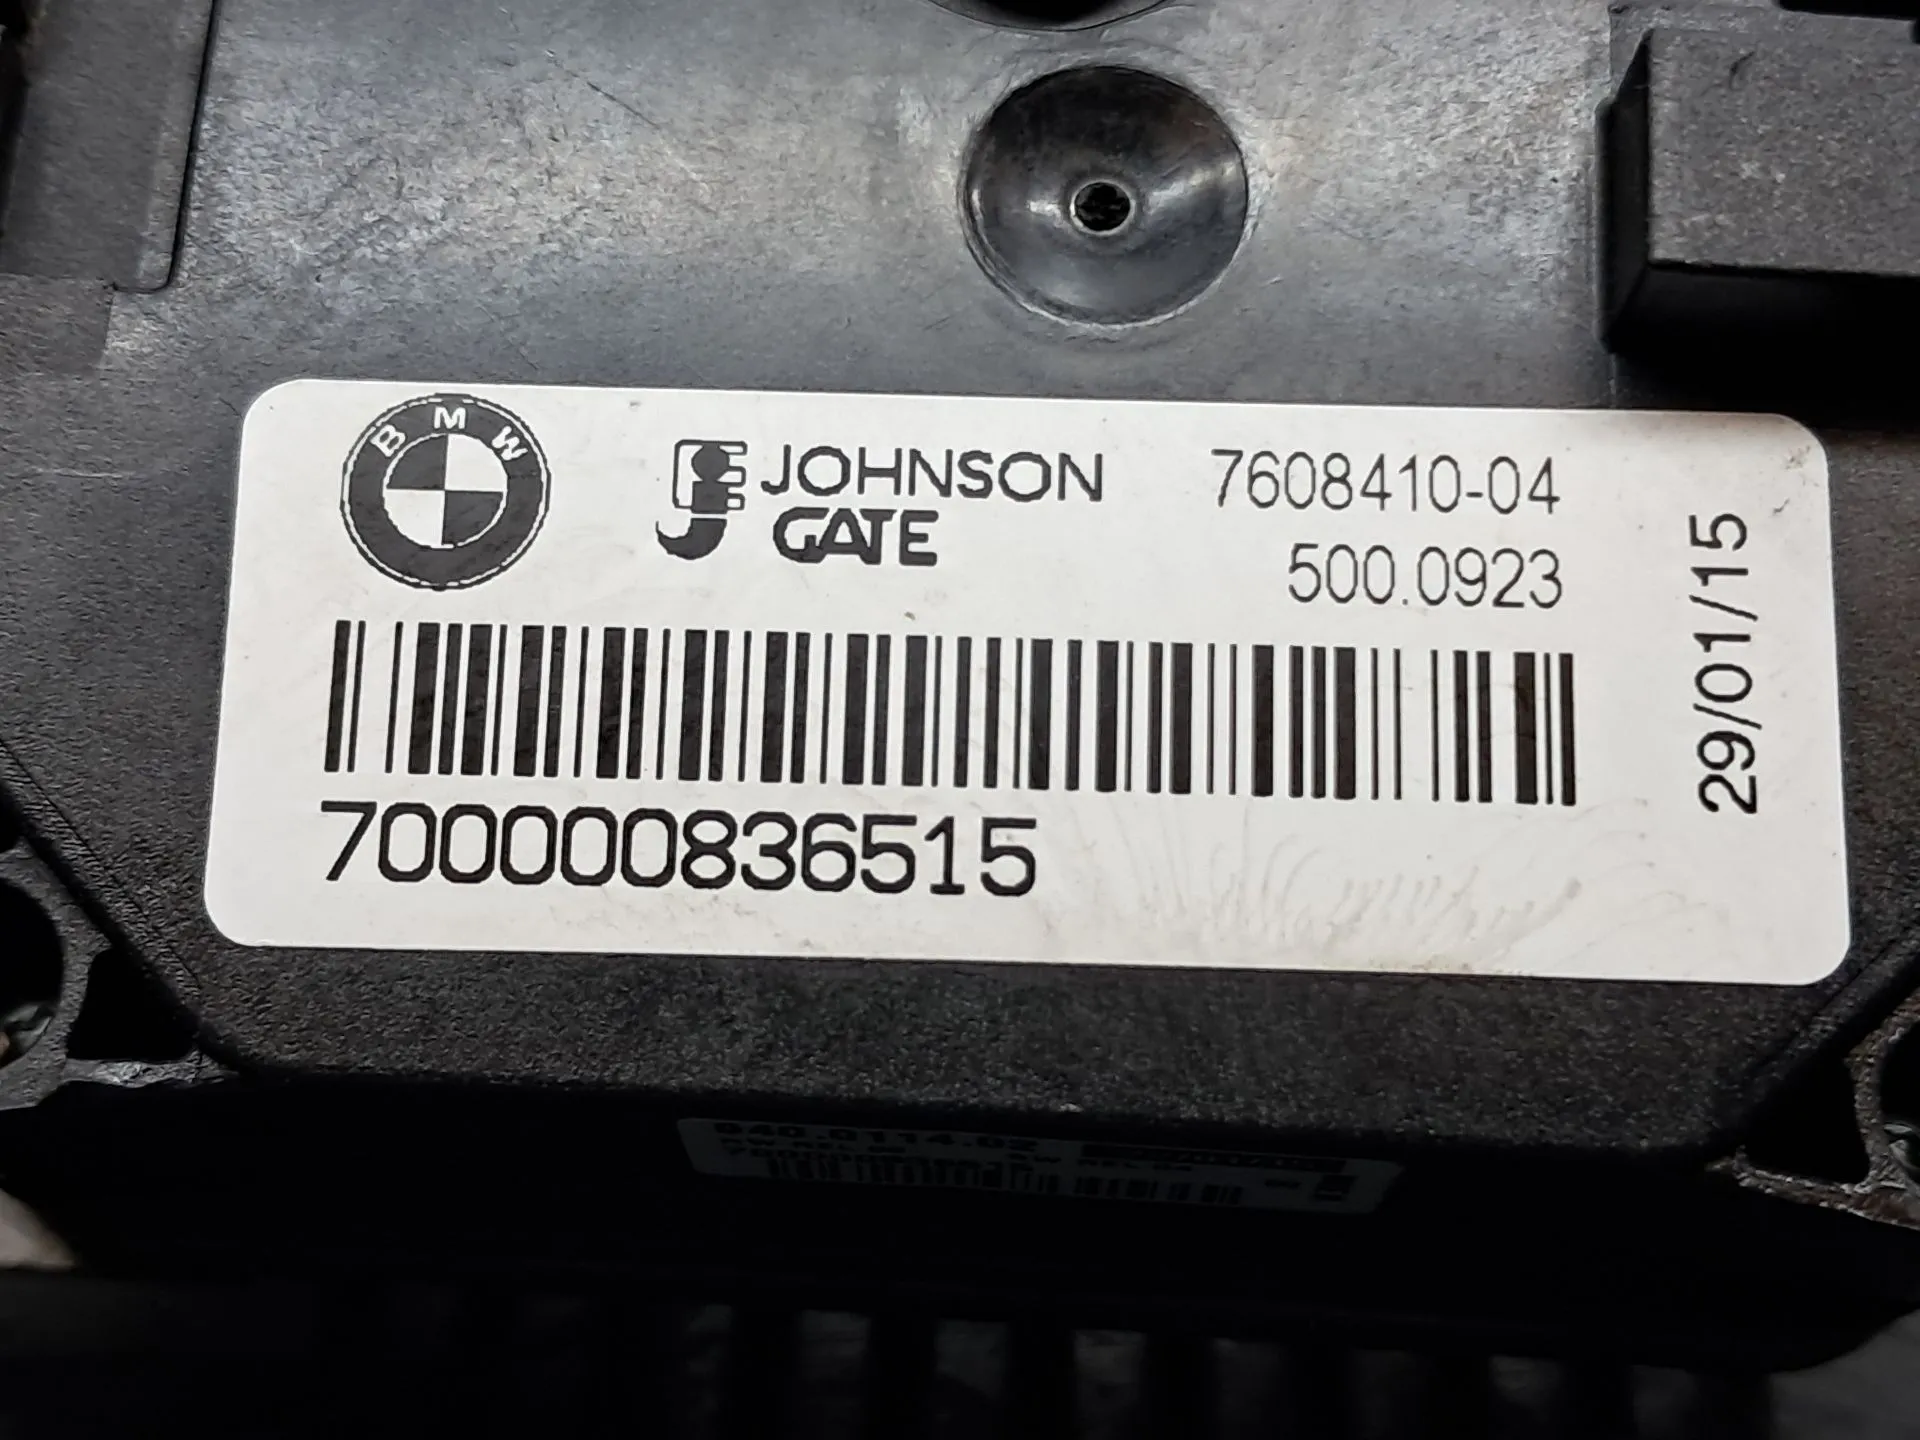 BMW
JOHNSON
GATE
7608410-04
500.0923
29/01/15
700000836515